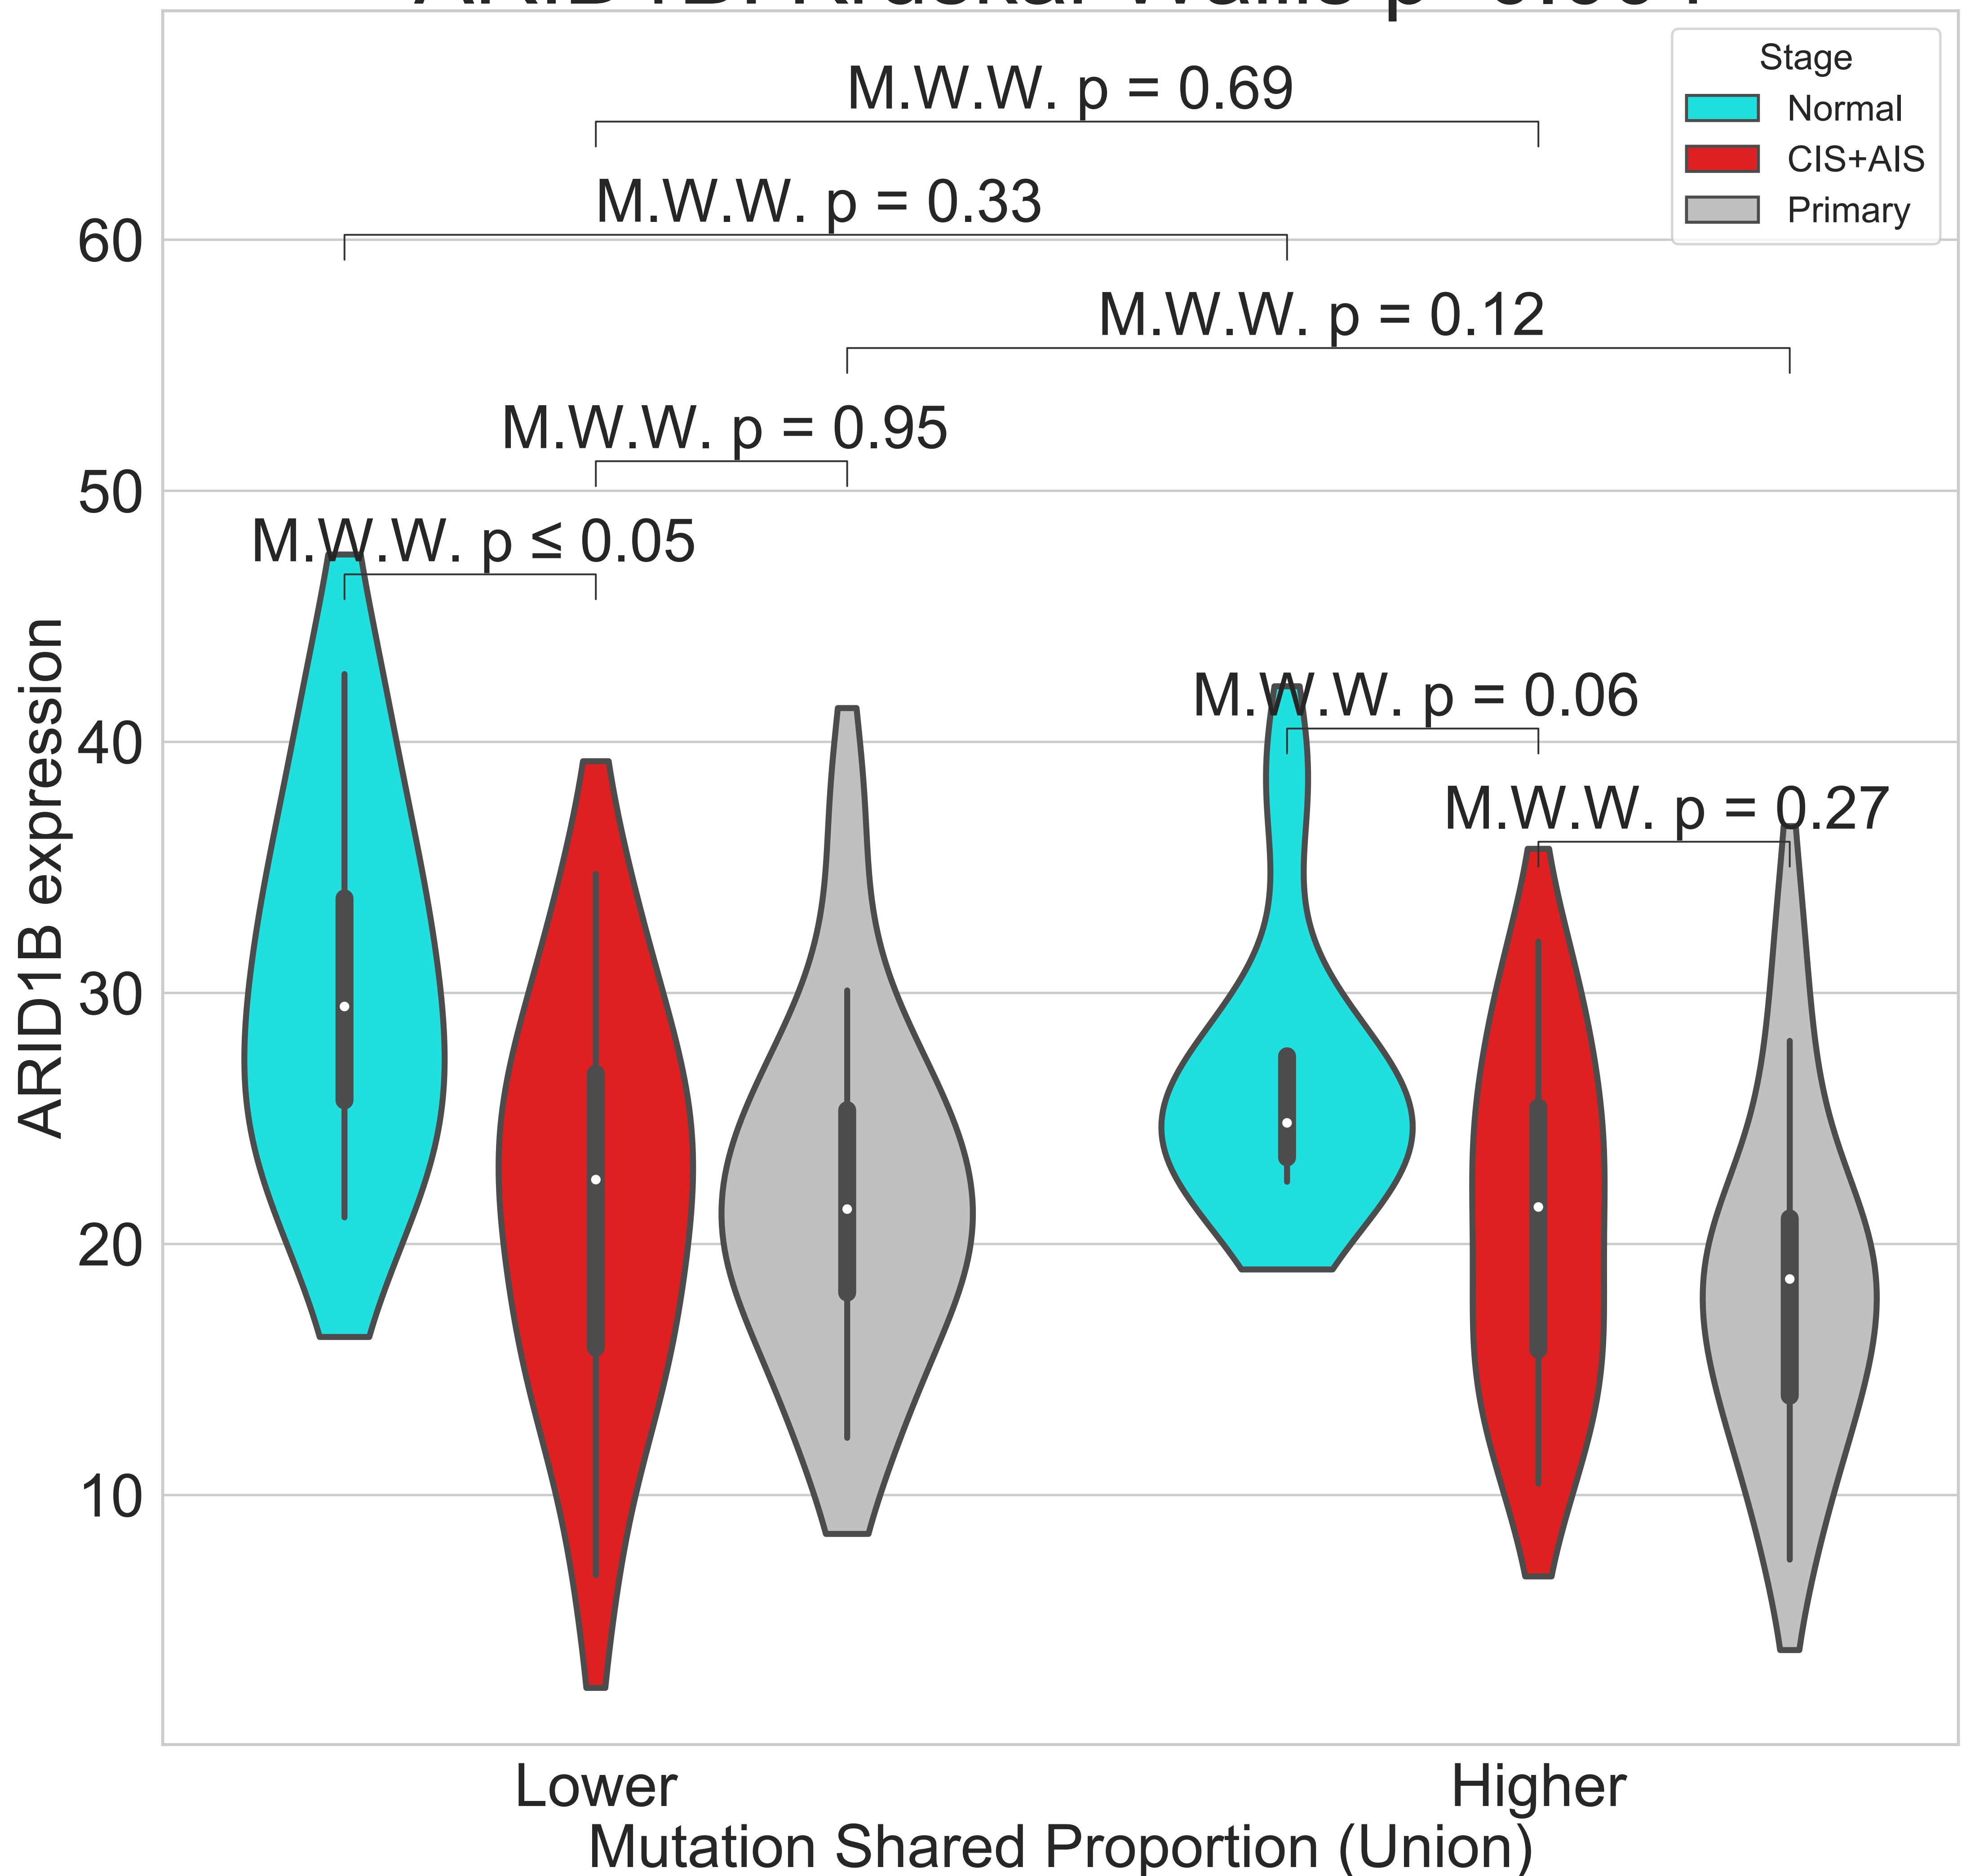 M.W.W. p = 0.69
Stage
Normal
CIS+AIS
Primary
M.W.W. p = 0.33
M.W.W. p = 0.12
M.W.W. p = 0.95
M.W.W. p ≤ 0.05
M.W.W. p = 0.06
M.W.W. p = 0.27
ARID1B expression
60
50
40
30
20
10
Lower
Higher
Mutation Shared Proportion (Union)